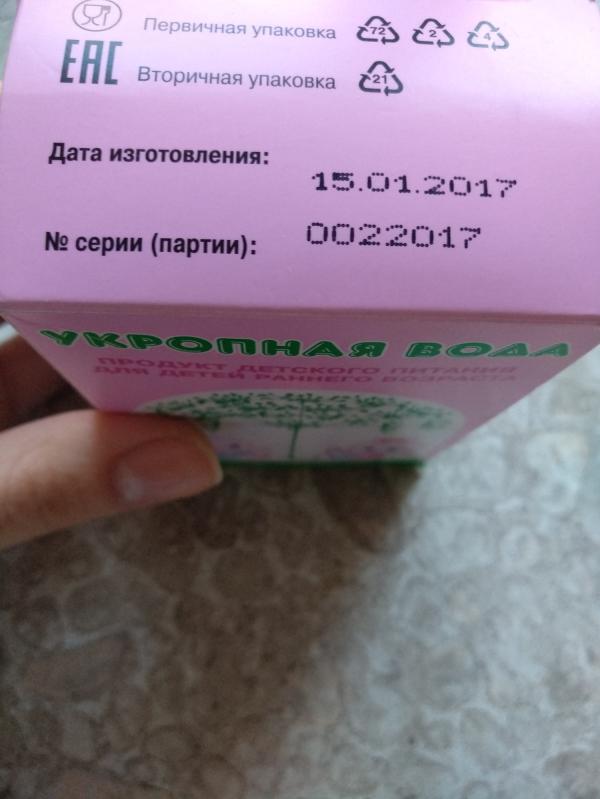 Первичная упаковка 72 2 4
ЕАС Вторичная упаковка 21
Дата изготовления: 15.01.2017
№ серии (партии): 0022017
УКРОПНАЯ ВОДА
ПРОДУКТ ДЕТСКОГО ПИТАНИЯ
ДЛЯ ДЕТЕЙ РАННЕГО ВОЗРАСТА